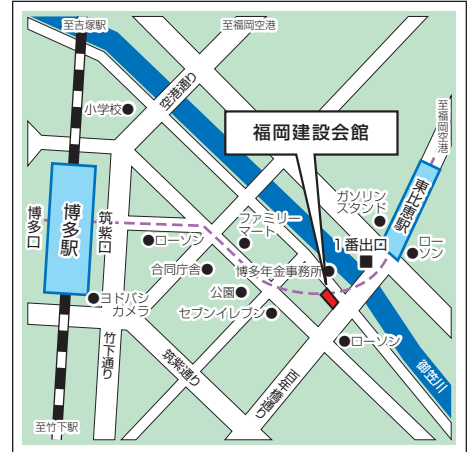 至吉塚駅
至福岡空港
空港通り
小学校
福岡建設会館
至福岡空港
東比恵駅
ガソリン
スタンド
1番出口
ロー
ソン
博多口
博多駅
筑紫口
ローソン
ファミリー
マート
合同庁舎
博多年金事務所
公園
セブンイレブン
ヨドバシ
カメラ
竹下通り
筑紫通り
百年橋通り
ローソン
御笠川
至竹下駅